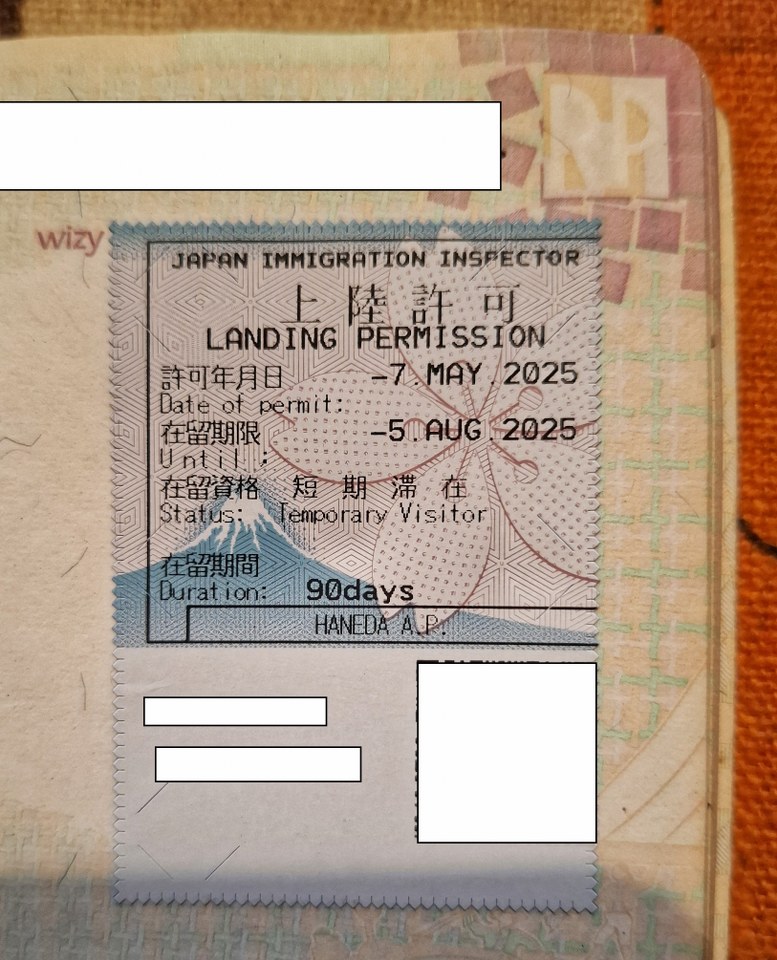 RP
wizy
JAPAN IMMIGRATION INSPECTOR
上陸許可
LANDING PERMISSION
許可年月日 -7.MAY.2025
Date of permit:
在留期限 -5.AUG.2025
Until:
在留資格 短期滞在
Status: Temporary Visitor
在留期間
Duration: 90days
HANEDA A.P.